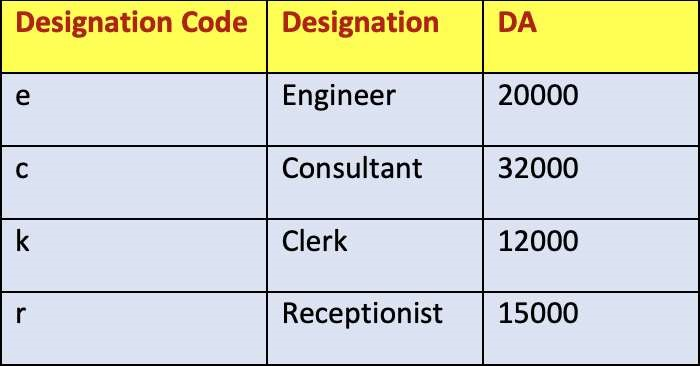 Designation Code Designation DA
e Engineer 20000
c Consultant 32000
k Clerk 12000
r Receptionist 15000